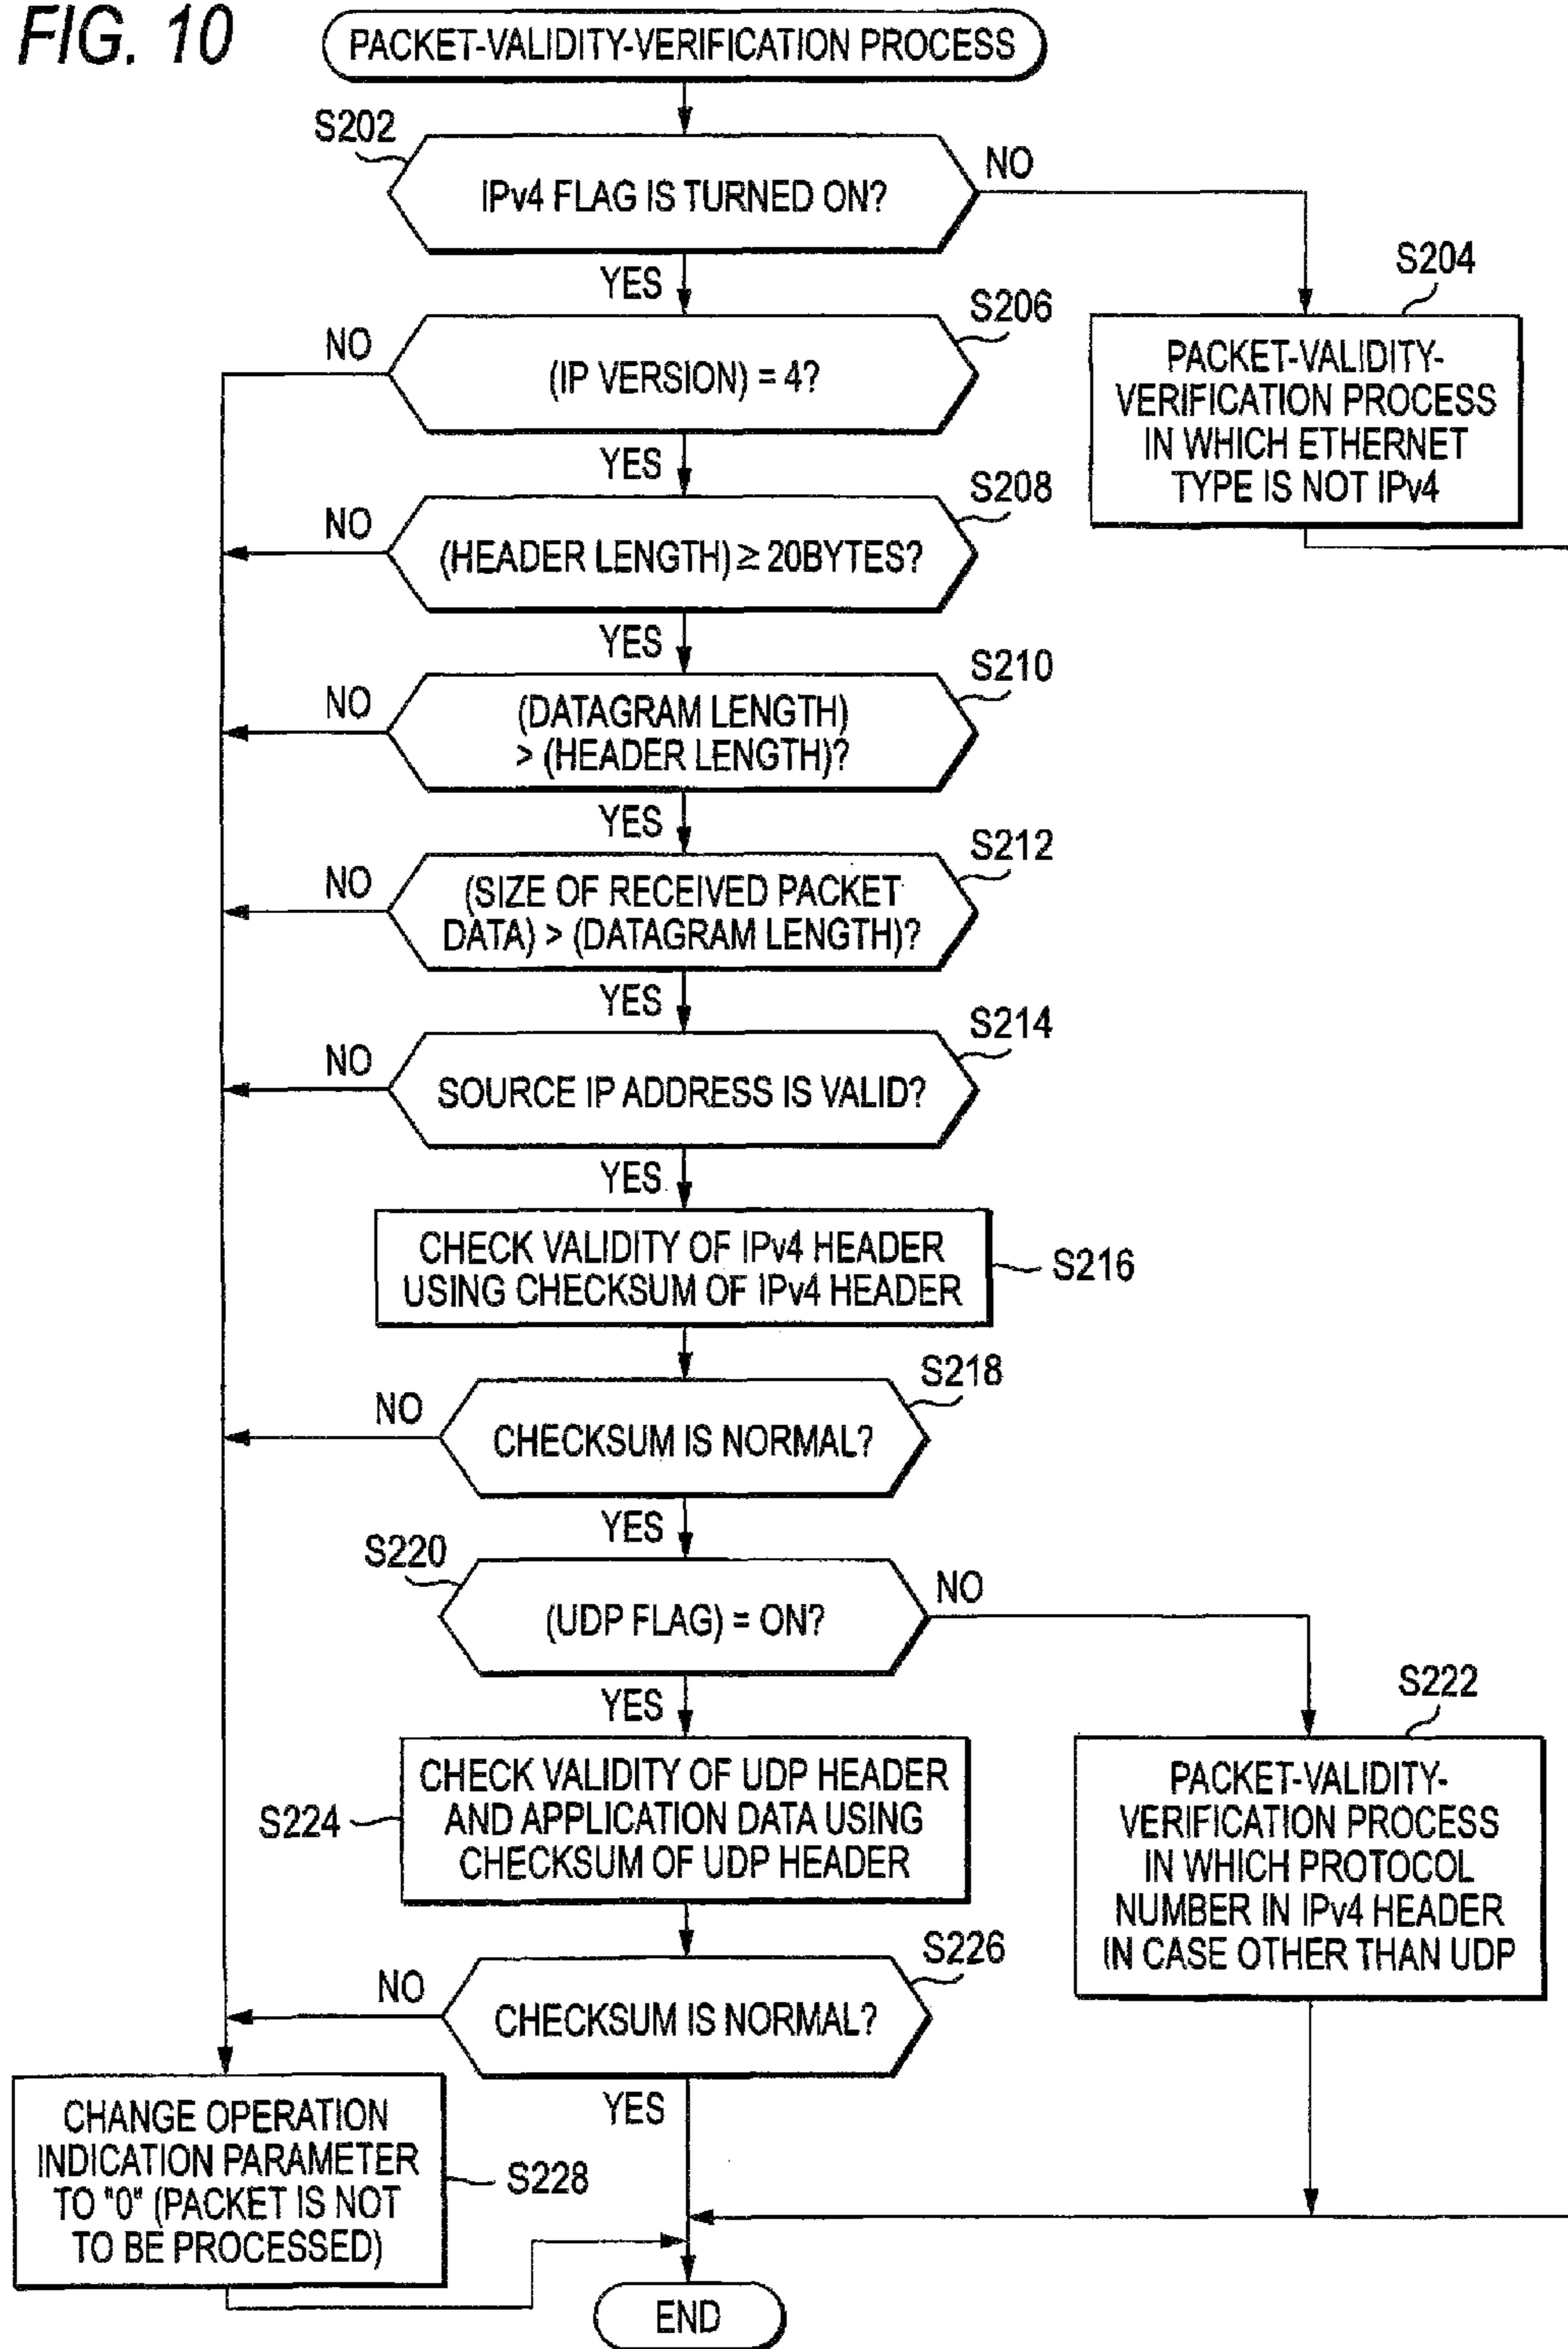 FIG. 10
PACKET-VALIDITY-VERIFICATION PROCESS
S202
IPv4 FLAG IS TURNED ON?
NO
YES
S204
PACKET-VALIDITY-
VERIFICATION PROCESS
IN WHICH ETHERNET
TYPE IS NOT IPv4
S206
(IP VERSION) = 4?
NO
YES
S208
(HEADER LENGTH) ≥ 20BYTES?
NO
YES
S210
(DATAGRAM LENGTH)
> (HEADER LENGTH)?
NO
YES
S212
(SIZE OF RECEIVED PACKET
DATA) > (DATAGRAM LENGTH)?
NO
YES
S214
SOURCE IP ADDRESS IS VALID?
NO
YES
CHECK VALIDITY OF IPv4 HEADER
USING CHECKSUM OF IPv4 HEADER
S216
S218
CHECKSUM IS NORMAL?
NO
YES
S220
(UDP FLAG) = ON?
NO
YES
S222
PACKET-VALIDITY-
VERIFICATION PROCESS
IN WHICH PROTOCOL
NUMBER IN IPv4 HEADER
IN CASE OTHER THAN UDP
S224
CHECK VALIDITY OF UDP HEADER
AND APPLICATION DATA USING
CHECKSUM OF UDP HEADER
S226
CHECKSUM IS NORMAL?
NO
YES
CHANGE OPERATION
INDICATION PARAMETER
TO "0" (PACKET IS NOT
TO BE PROCESSED)
S228
END